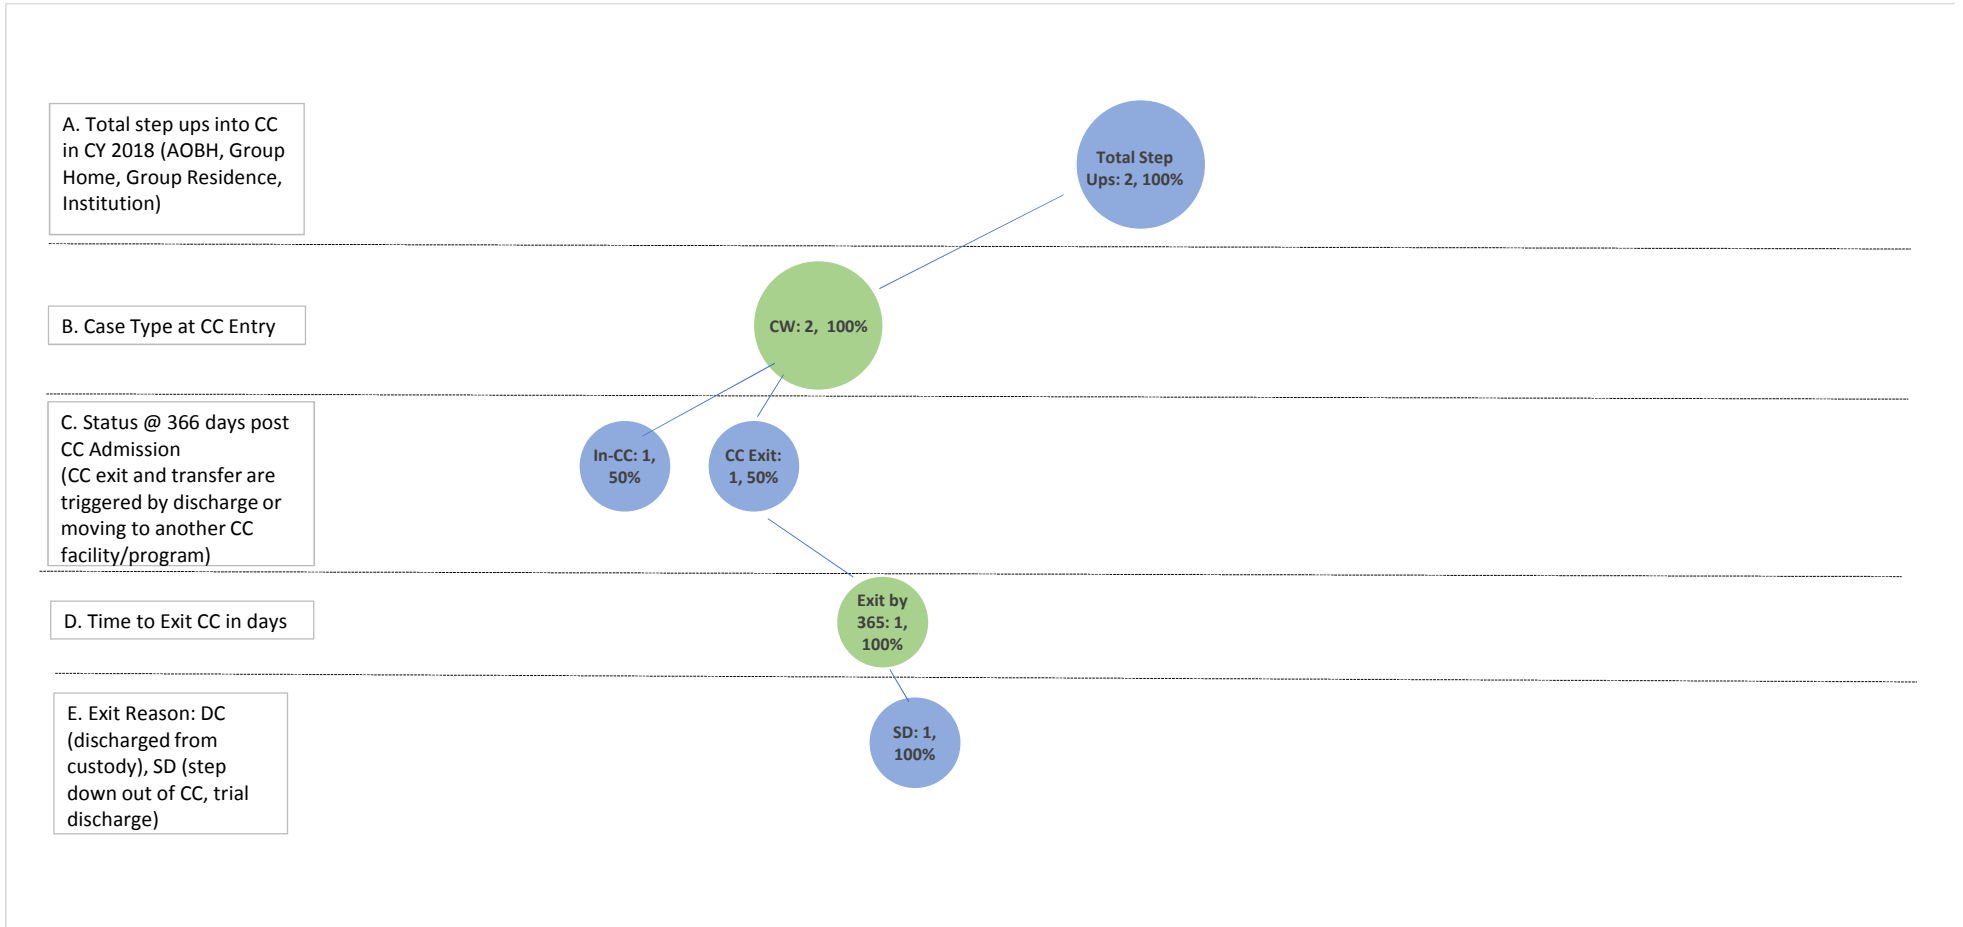 A. Total step ups into CC
in CY 2018 (AOBH, Group
Home, Group Residence,
Institution)
Total Step
Ups: 2, 100%
B. Case Type at CC Entry
CW: 2,  100%
C. Status @ 366 days post
CC Admission
(CC exit and transfer are
triggered by discharge or
moving to another CC
facility/program)
In-CC: 1,
50%
CC Exit:
1, 50%
D. Time to Exit CC in days
Exit by
365: 1,
100%
E. Exit Reason: DC
(discharged from
custody), SD (step
down out of CC, trial
discharge)
SD: 1,
100%